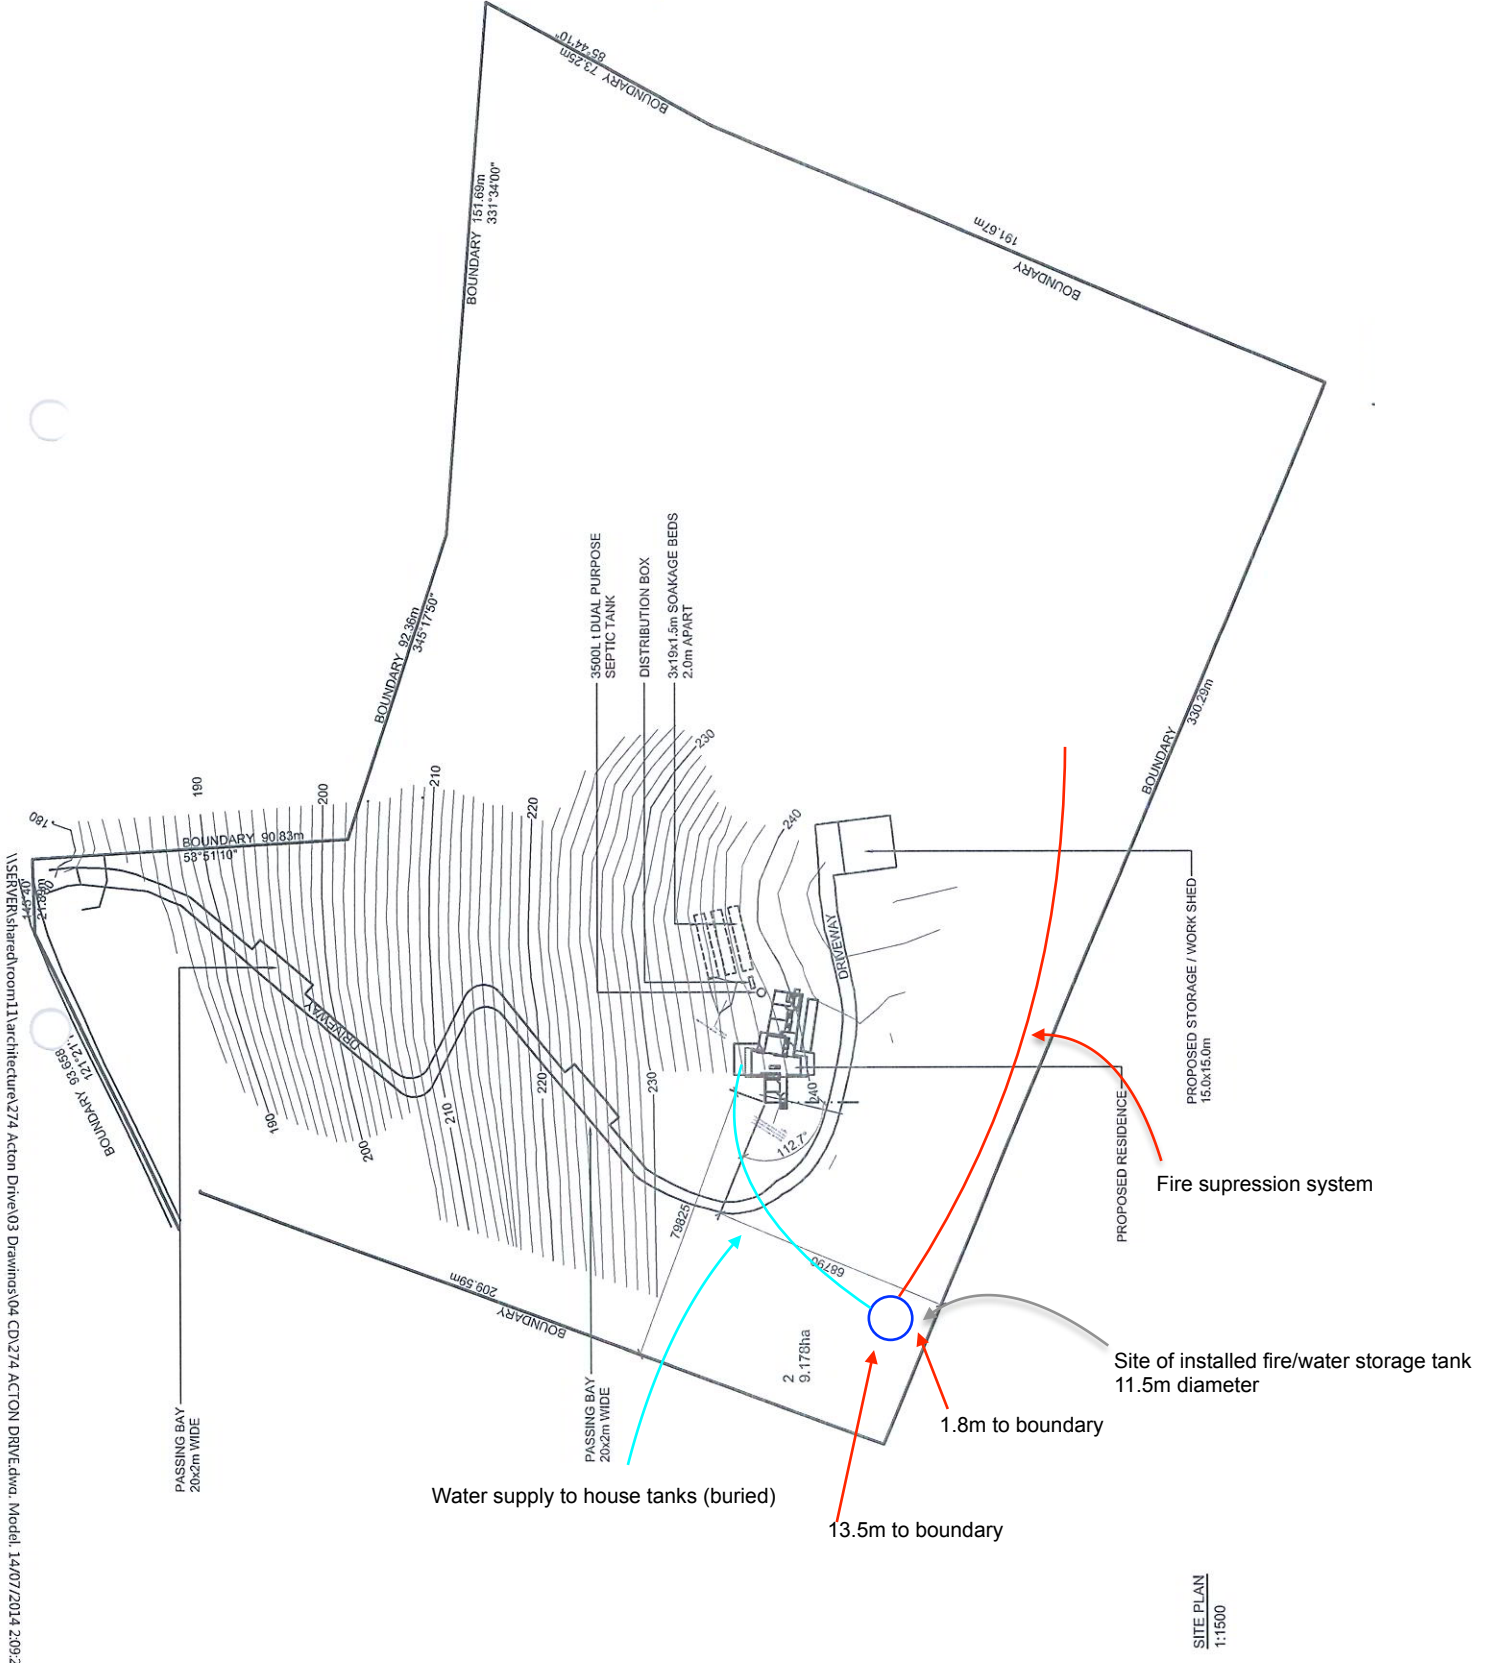 85°44'10"
73.25m
BOUNDARY
BOUNDARY 151.69m
331°34'00"
191.67m
BOUNDARY
BOUNDARY 92.36m
345°17'50"
3500L t DUAL PURPOSE
SEPTIC TANK
DISTRIBUTION BOX
3x19x1.5m SOAKAGE BEDS
2.0m APART
BOUNDARY
330.29m
180
190
200
210
220
230
240
BOUNDARY 90.83m
53°51'10"
DRIVEWAY
DRIVEWAY
BOUNDARY 93.658
121°21'
190
200
210
220
230
240
112.7°
79825
68790
PROPOSED STORAGE / WORK SHED
15.0x15.0m
PROPOSED RESIDENCE
Fire supression system
209.59m
BOUNDARY
2
9.178ha
Site of installed fire/water storage tank
11.5m diameter
1.8m to boundary
PASSING BAY
20x2m WIDE
PASSING BAY
20x2m WIDE
Water supply to house tanks (buried)
13.5m to boundary
SITE PLAN
1:1500
\\SERVER\shared\room11\architecture\274 Acton Drive\03 Drawings\04 CD\274 ACTON DRIVE.dwg. Model. 14/07/2014 2:09:2